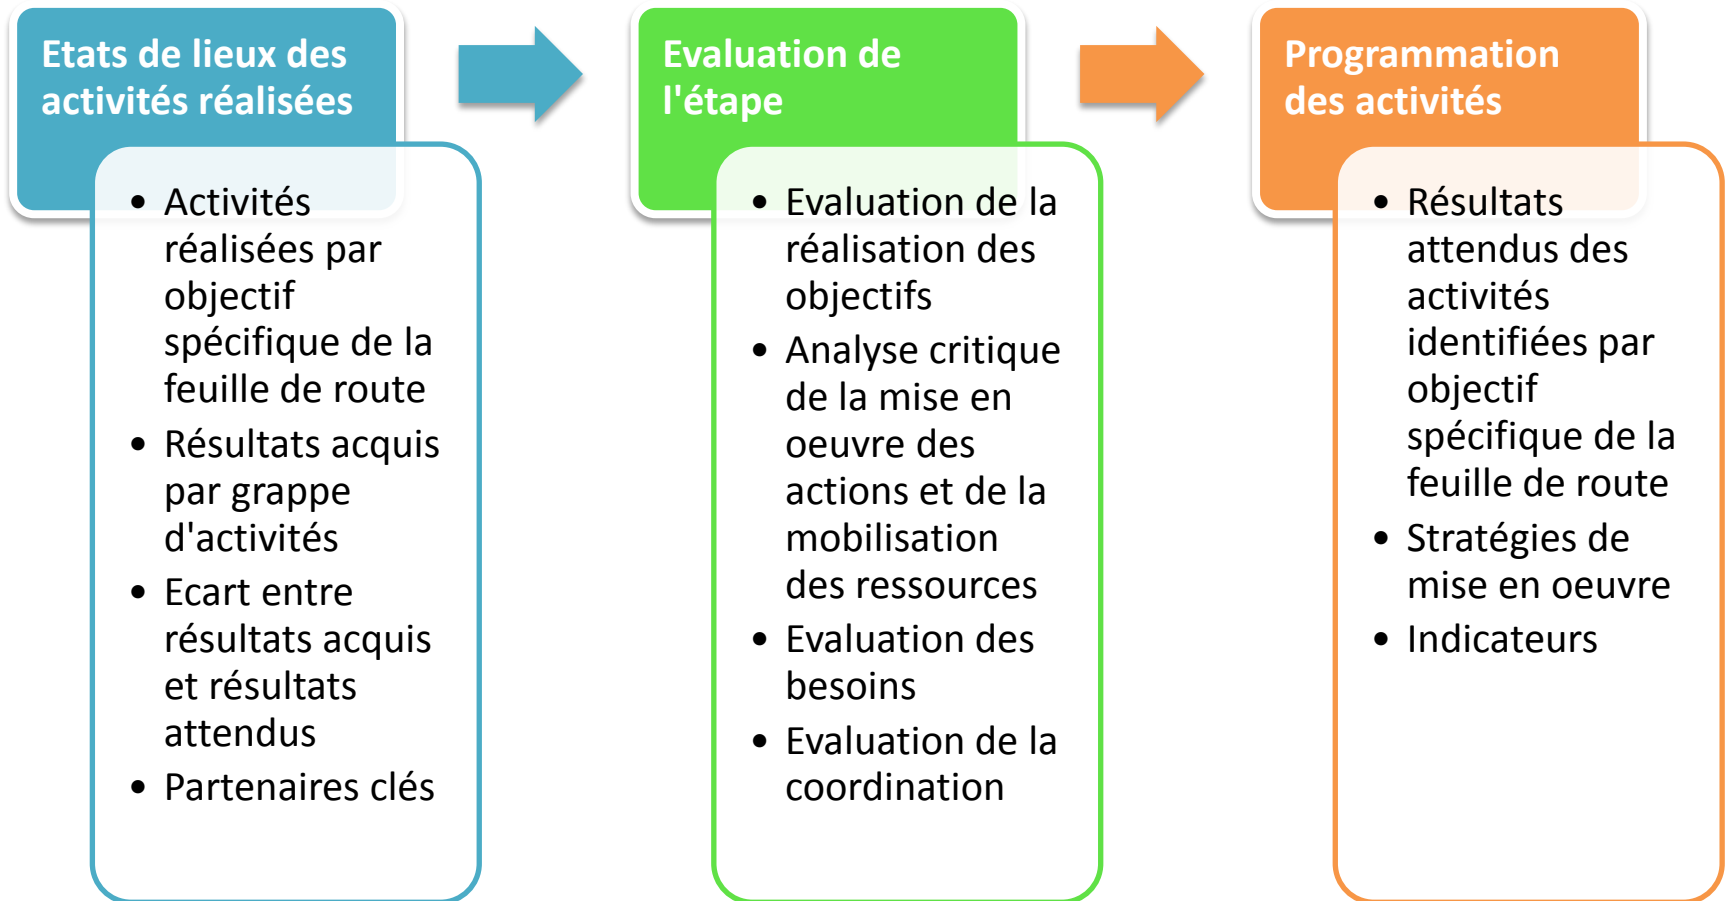 Etats de lieux des
activités réalisées
• Activités
réalisées par
objectif
spécifique de la
feuille de route
• Résultats acquis
par grappe
d'activités
• Ecart entre
résultats acquis
et résultats
attendus
• Partenaires clés
Evaluation de
l'étape
• Evaluation de la
réalisation des
objectifs
• Analyse critique
de la mise en
oeuvre des
actions et de la
mobilisation
des ressources
• Evaluation des
besoins
• Evaluation de la
coordination
Programmation
des activités
• Résultats
attendus des
activités
identifiées par
objectif
spécifique de la
feuille de route
• Stratégies de
mise en oeuvre
• Indicateurs